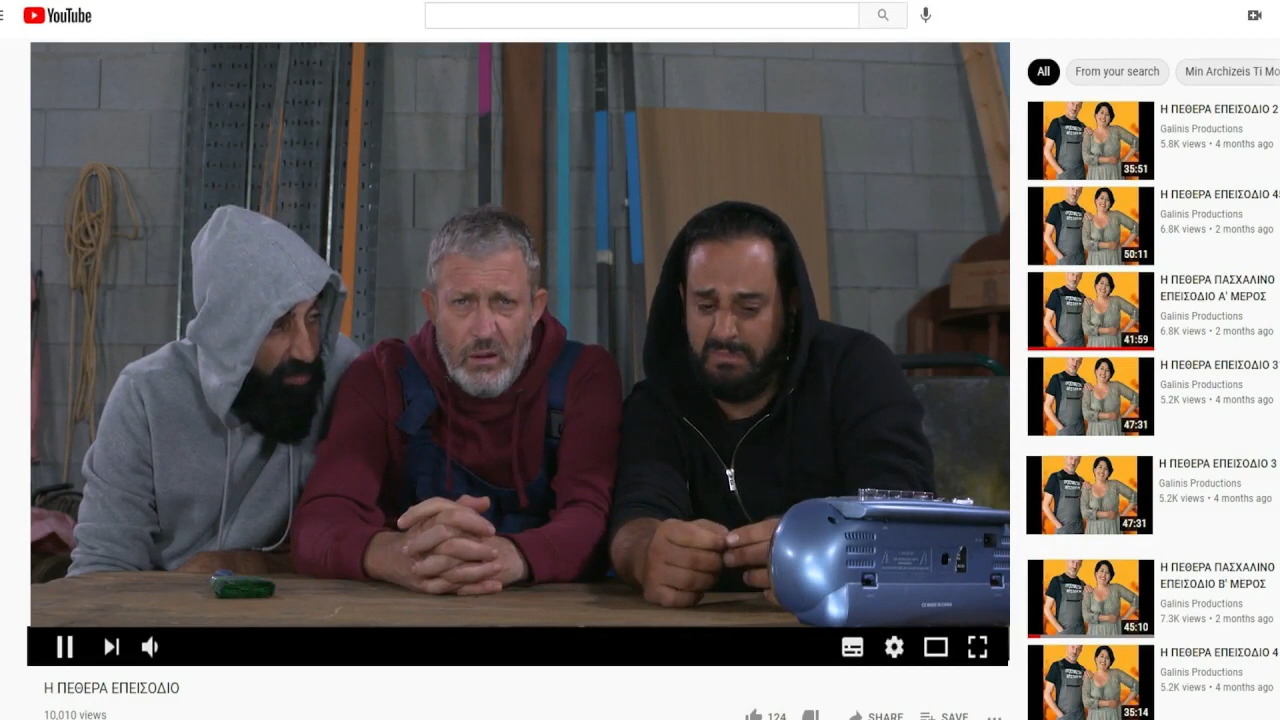 YouTube
All
From your search
Min Archizeis Ti Mo
Η ΠΕΘΕΡΑ ΕΠΕΙΣΟΔΙΟ 2
Galinis Productions
5.8K views • 4 months ago
35:51
Η ΠΕΘΕΡΑ ΕΠΕΙΣΟΔΙΟ 4
Galinis Productions
6.8K views • 2 months ago
50:11
Η ΠΕΘΕΡΑ ΠΑΣΧΑΛΙΝΟ
ΕΠΕΙΣΟΔΙΟ Α' ΜΕΡΟΣ
Galinis Productions
6.8K views • 2 months ago
41:59
Η ΠΕΘΕΡΑ ΕΠΕΙΣΟΔΙΟ 3
Galinis Productions
5.2K views • 4 months ago
47:31
Η ΠΕΘΕΡΑ ΕΠΕΙΣΟΔΙΟ 3
Galinis Productions
5.2K views • 4 months ago
47:31
Η ΠΕΘΕΡΑ ΠΑΣΧΑΛΙΝΟ
ΕΠΕΙΣΟΔΙΟ Β' ΜΕΡΟΣ
Galinis Productions
7.3K views • 2 months ago
45:10
Η ΠΕΘΕΡΑ ΕΠΕΙΣΟΔΙΟ 4
Galinis Productions
5.2K views • 4 months ago
35:14
Η ΠΕΘΕΡΑ ΕΠΕΙΣΟΔΙΟ
10,010 views
124
SHARE
SAVE